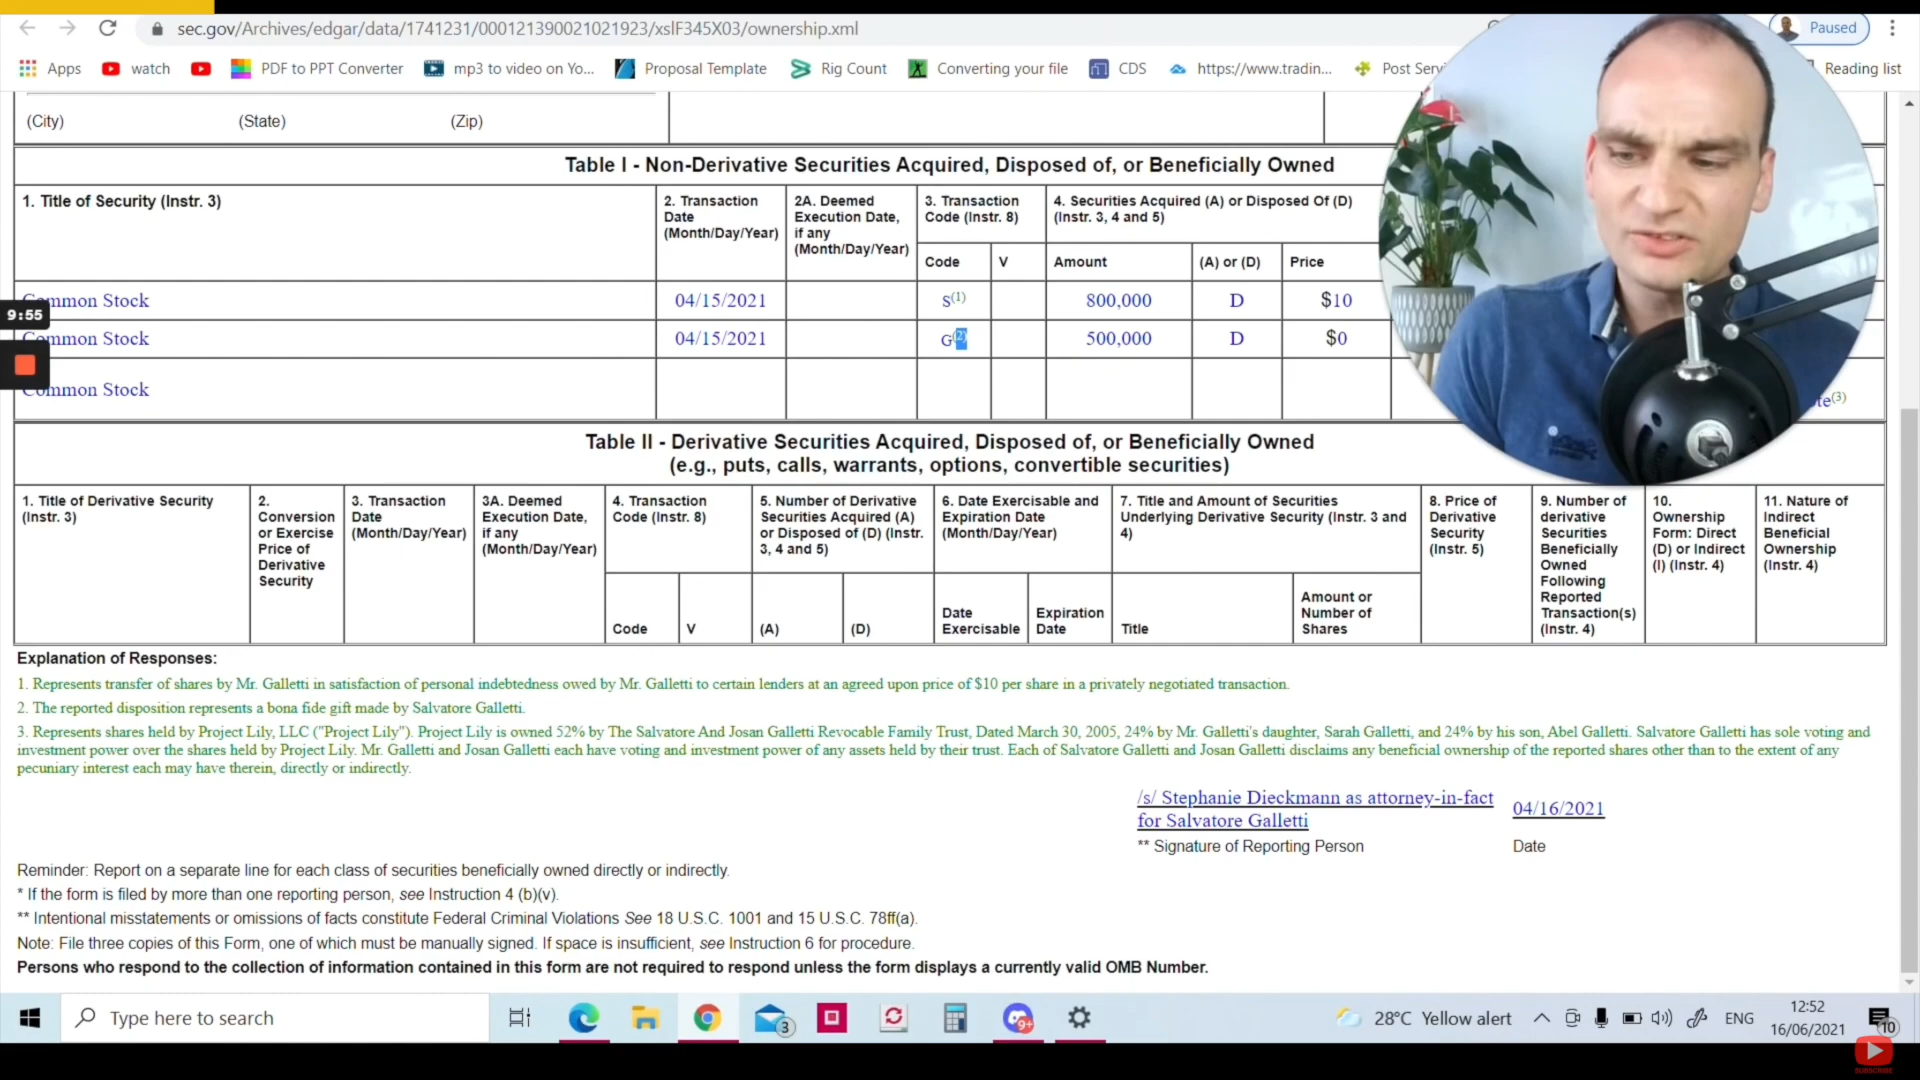 sec.gov/Archives/edgar/data/1741231/000121390021021923/xslF345X03/ownership.xml
Paused
Apps watch PDF to PPT Converter mp3 to video on Yo... Proposal Template Rig Count Converting your file CDS https://www.tradin... Post Serv Reading list
(City) (State) (Zip)
Table I - Non-Derivative Securities Acquired, Disposed of, or Beneficially Owned
1. Title of Security (Instr. 3)
2. Transaction
Date
(Month/Day/Year)
2A. Deemed
Execution Date,
if any
(Month/Day/Year)
3. Transaction
Code (Instr. 8)
4. Securities Acquired (A) or Disposed Of (D)
(Instr. 3, 4 and 5)
Code V Amount (A) or (D) Price
Common Stock 04/15/2021 S(1) 800,000 D $10
9:55
Common Stock 04/15/2021 G(2) 500,000 D $0
Common Stock
te(3)
Table II - Derivative Securities Acquired, Disposed of, or Beneficially Owned
(e.g., puts, calls, warrants, options, convertible securities)
1. Title of Derivative Security
(Instr. 3)
2.
Conversion
or Exercise
Price of
Derivative
Security
3. Transaction
Date
(Month/Day/Year)
3A. Deemed
Execution Date,
if any
(Month/Day/Year)
4. Transaction
Code (Instr. 8)
5. Number of Derivative
Securities Acquired (A)
or Disposed of (D) (Instr.
3, 4 and 5)
6. Date Exercisable and
Expiration Date
(Month/Day/Year)
7. Title and Amount of Securities
Underlying Derivative Security (Instr. 3 and
4)
8. Price of
Derivative
Security
(Instr. 5)
9. Number of
derivative
Securities
Beneficially
Owned
Following
Reported
Transaction(s)
(Instr. 4)
10.
Ownership
Form: Direct
(D) or Indirect
(I) (Instr. 4)
11. Nature of
Indirect
Beneficial
Ownership
(Instr. 4)
Code V (A) (D)
Date
Exercisable
Expiration
Date
Title
Amount or
Number of
Shares
Explanation of Responses:
1. Represents transfer of shares by Mr. Galletti in satisfaction of personal indebtedness owed by Mr. Galletti to certain lenders at an agreed upon price of $10 per share in a privately negotiated transaction.
2. The reported disposition represents a bona fide gift made by Salvatore Galletti.
3. Represents shares held by Project Lily, LLC ("Project Lily"). Project Lily is owned 52% by The Salvatore And Josan Galletti Revocable Family Trust, Dated March 30, 2005, 24% by Mr. Galletti's daughter, Sarah Galletti, and 24% by his son, Abel Galletti. Salvatore Galletti has sole voting and
investment power over the shares held by Project Lily. Mr. Galletti and Josan Galletti each have voting and investment power of any assets held by their trust. Each of Salvatore Galletti and Josan Galletti disclaims any beneficial ownership of the reported shares other than to the extent of any
pecuniary interest each may have therein, directly or indirectly.
/s/ Stephanie Dieckmann as attorney-in-fact
for Salvatore Galletti
04/16/2021
** Signature of Reporting Person Date
Reminder: Report on a separate line for each class of securities beneficially owned directly or indirectly.
* If the form is filed by more than one reporting person, see Instruction 4 (b)(v).
** Intentional misstatements or omissions of facts constitute Federal Criminal Violations See 18 U.S.C. 1001 and 15 U.S.C. 78ff(a).
Note: File three copies of this Form, one of which must be manually signed. If space is insufficient, see Instruction 6 for procedure.
Persons who respond to the collection of information contained in this form are not required to respond unless the form displays a currently valid OMB Number.
Type here to search
3
9+
28°C Yellow alert
ENG
12:52
16/06/2021
10
SUBSCRIBE